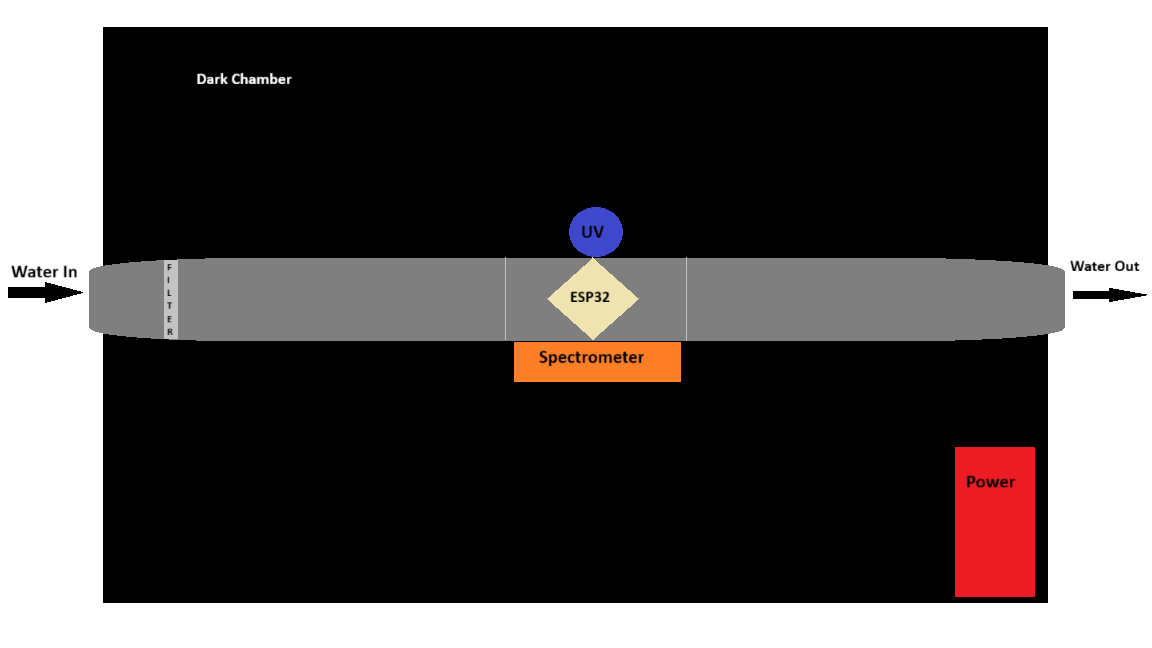 Dark Chamber
UV
Water In
FILTER
ESP32
Water Out
Spectrometer
Power